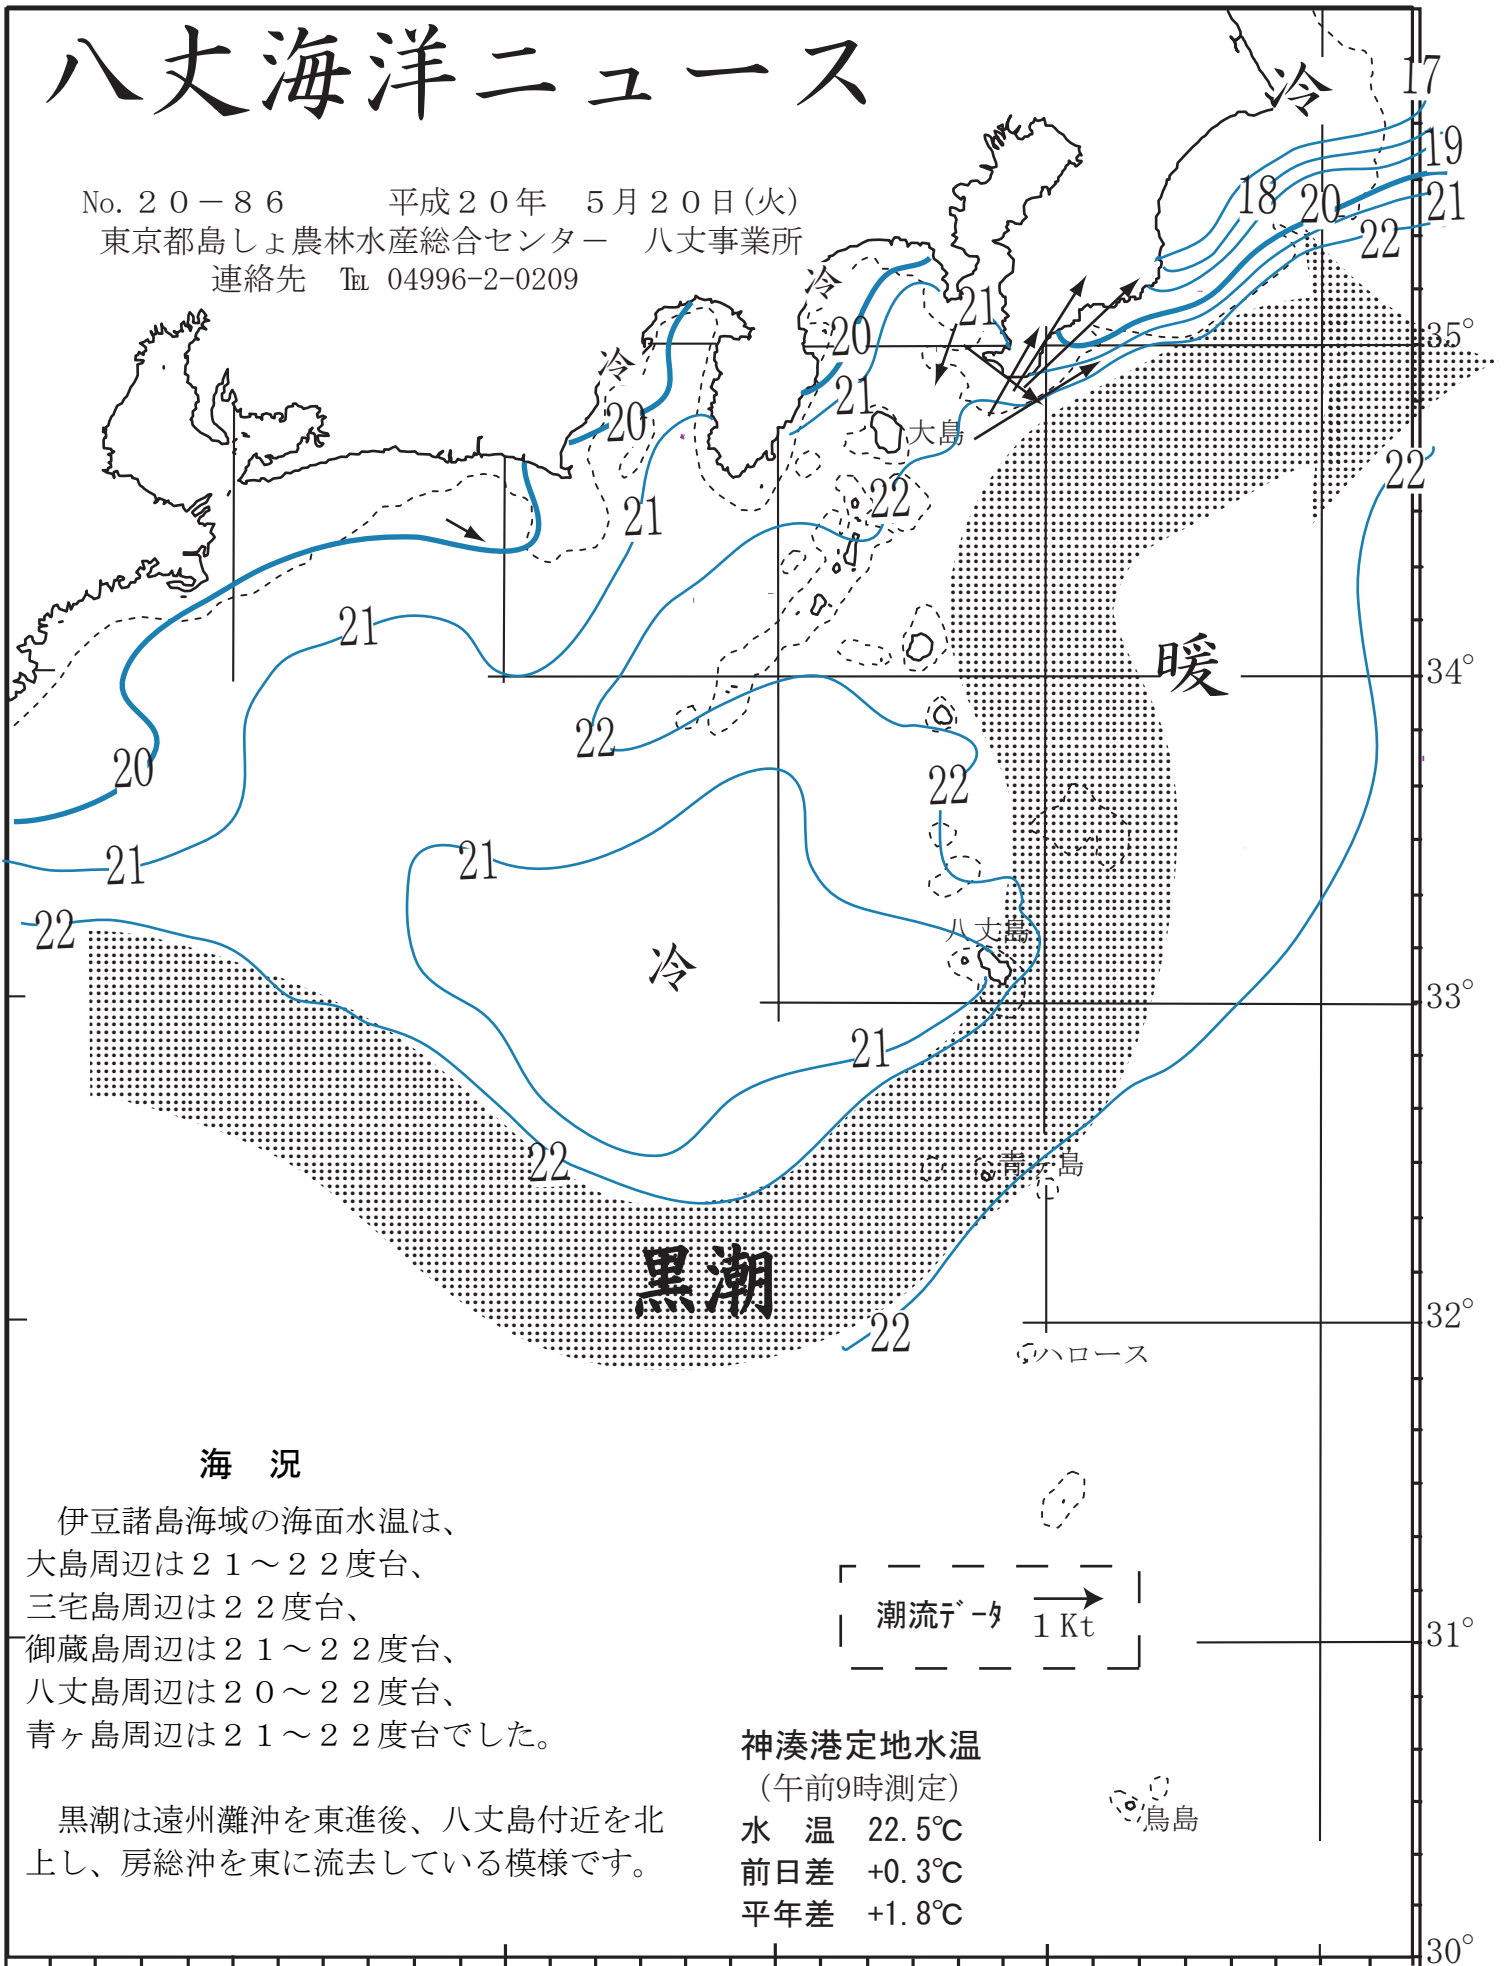 八丈海洋ニュース
No.２０－８６　平成２０年　５月２０日(火)
東京都島しょ農林水産総合センター　八丈事業所
連絡先　℡ 04996-2-0209
冷
17
19
18
20
21
22
冷
21
20
35°
冷
21
20
大島
22
22
21
21
暖
34°
22
20
22
21
21
22
八丈島
冷
33°
21
22
青ヶ島
黒潮
32°
22
ハロース
海　況
伊豆諸島海域の海面水温は、
大島周辺は２１～２２度台、
三宅島周辺は２２度台、
御蔵島周辺は２１～２２度台、
八丈島周辺は２０～２２度台、
青ヶ島周辺は２１～２２度台でした。
黒潮は遠州灘沖を東進後、八丈島付近を北
上し、房総沖を東に流去している模様です。
潮流ﾃﾞｰﾀ
1 Kt
31°
神湊港定地水温
（午前9時測定）
水　温　22.5℃
前日差　+0.3℃
平年差　+1.8℃
鳥島
30°